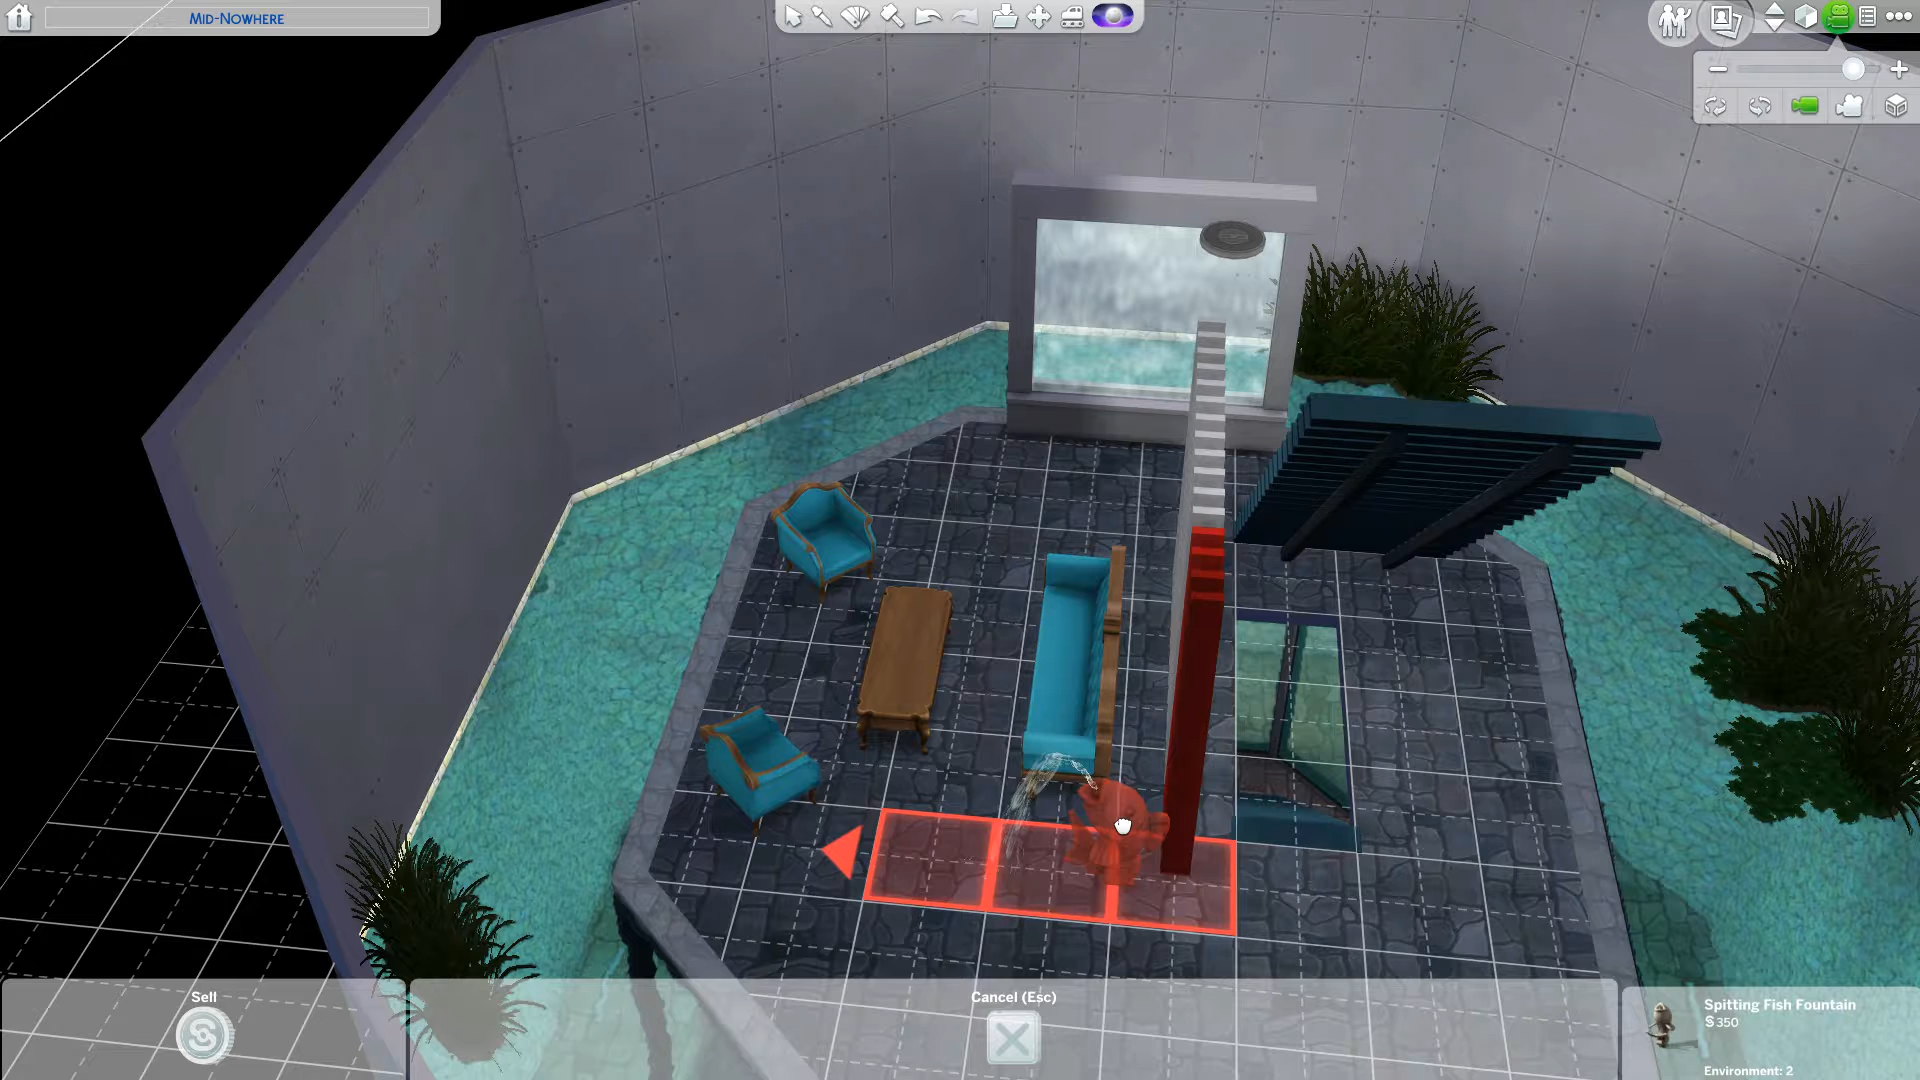 Mid-Nowhere
Sell
Cancel (Esc)
Spitting Fish Fountain
§350
Environment: 2